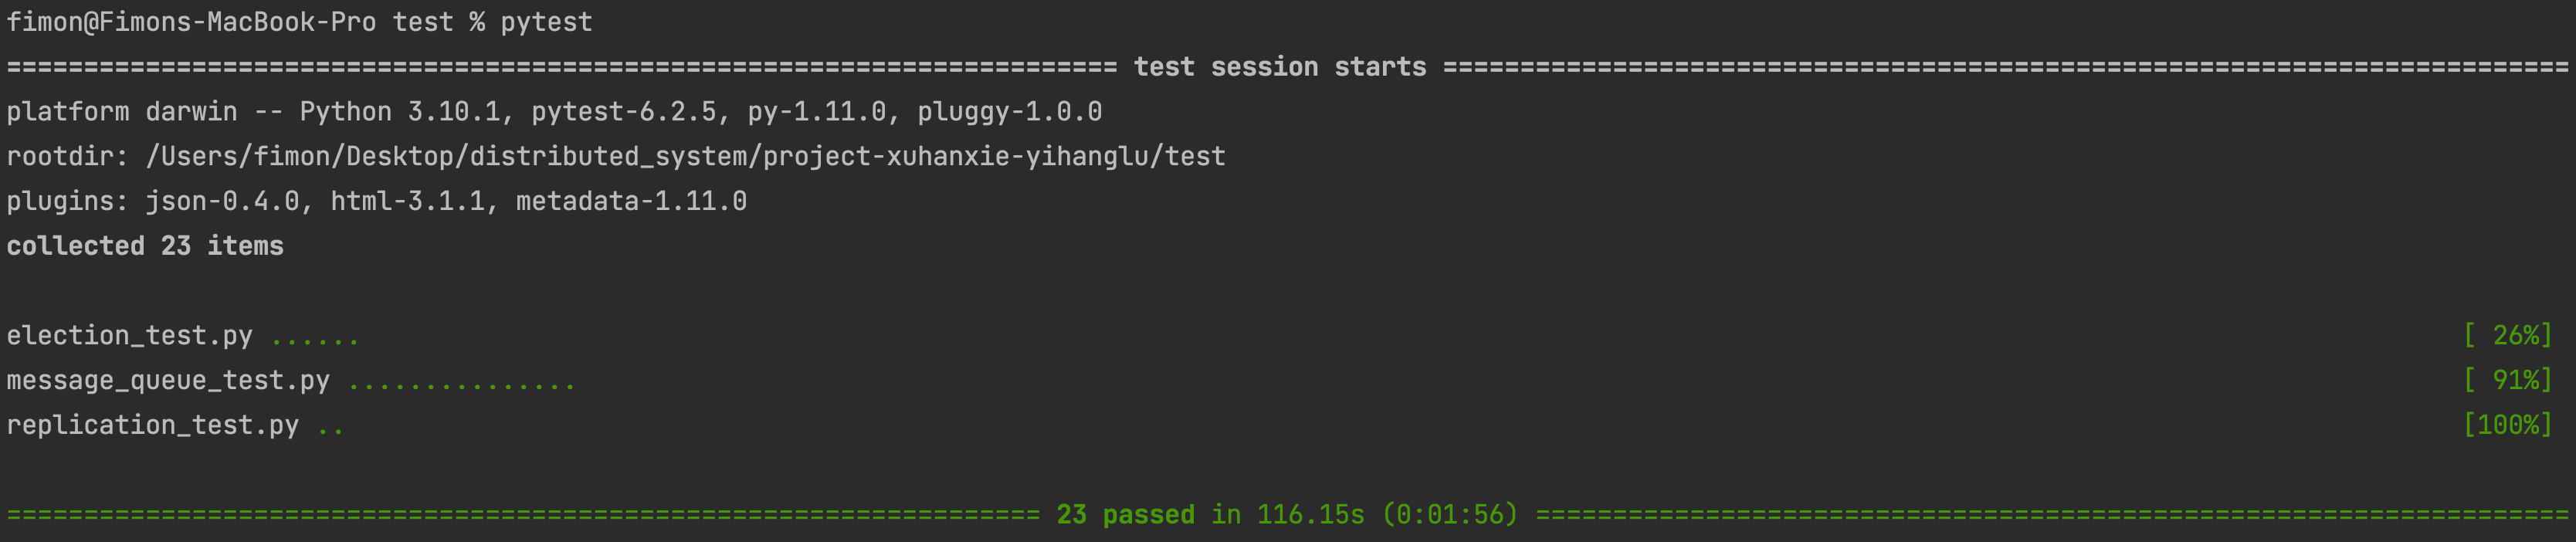 fimon@Fimons-MacBook-Pro test % pytest
======================================================================== test session starts =========================================================================
platform darwin -- Python 3.10.1, pytest-6.2.5, py-1.11.0, pluggy-1.0.0
rootdir: /Users/fimon/Desktop/distributed_system/project-xuhanxie-yihanglu/test
plugins: json-0.4.0, html-3.1.1, metadata-1.11.0
collected 23 items
election_test.py ...... [ 26%]
message_queue_test.py ............... [ 91%]
replication_test.py .. [100%]
=================================================================== 23 passed in 116.15s (0:01:56) ===================================================================